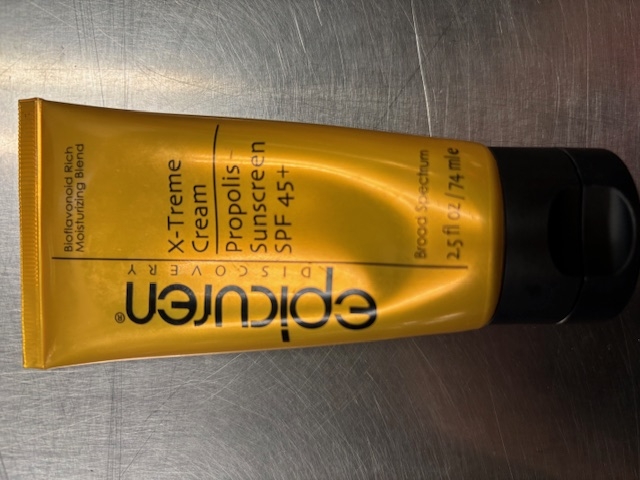 Bioflavonoid Rich
Moisturizing Blend
X-Treme
Cream
Propolis
Sunscreen
SPF 45+
Broad Spectrum
2.5 fl oz / 74 ml e
epicuren®
DISCOVERY